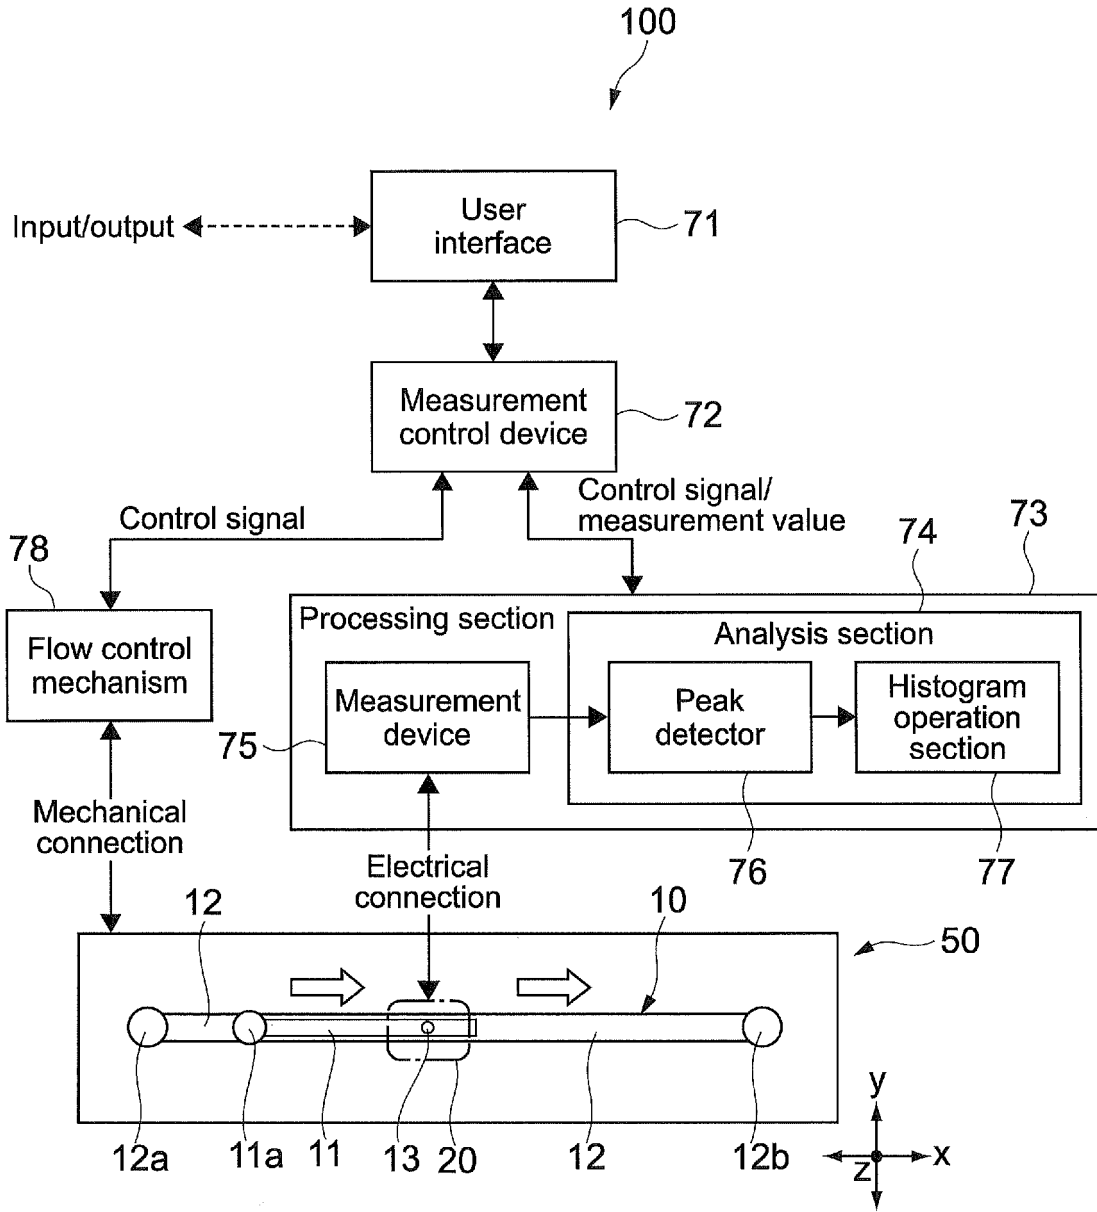 100
Input/output
User
interface
71
Measurement
control device
72
Control signal
Control signal/
measurement value
78
74
73
Flow control
mechanism
Processing section
Analysis section
Measurement
device
Peak
detector
Histogram
operation
section
75
Mechanical
connection
Electrical
connection
76
77
12
10
50
12a
11a
11
13
20
12
12b
y
z
x